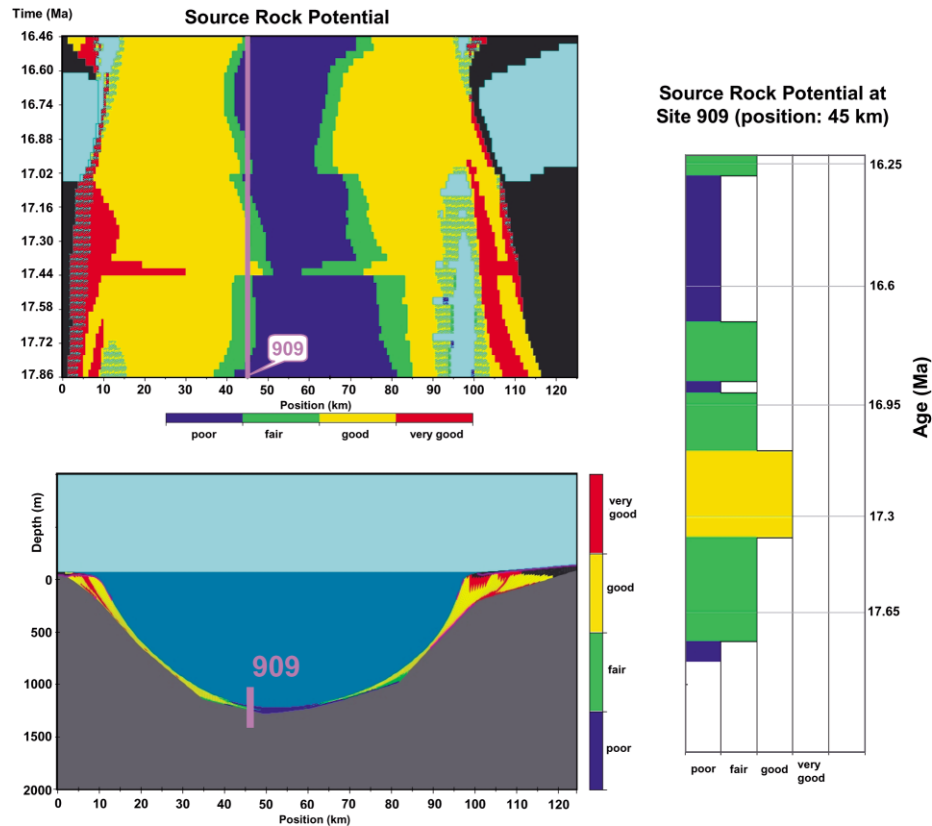 Time (Ma)
Source Rock Potential
16.46
16.60
16.74
16.88
17.02
17.16
17.30
17.44
17.58
17.72
17.86
909
0 10 20 30 40 50 60 70 80 90 100 110 120
Position (km)
poor fair good very good
Depth (m)
0
500
1000
1500
2000
909
0 10 20 30 40 50 60 70 80 90 100 110 120
Position (km)
very
good
good
fair
poor
Source Rock Potential at
Site 909 (position: 45 km)
16.25
16.6
16.95
17.3
17.65
Age (Ma)
poor fair good very
good